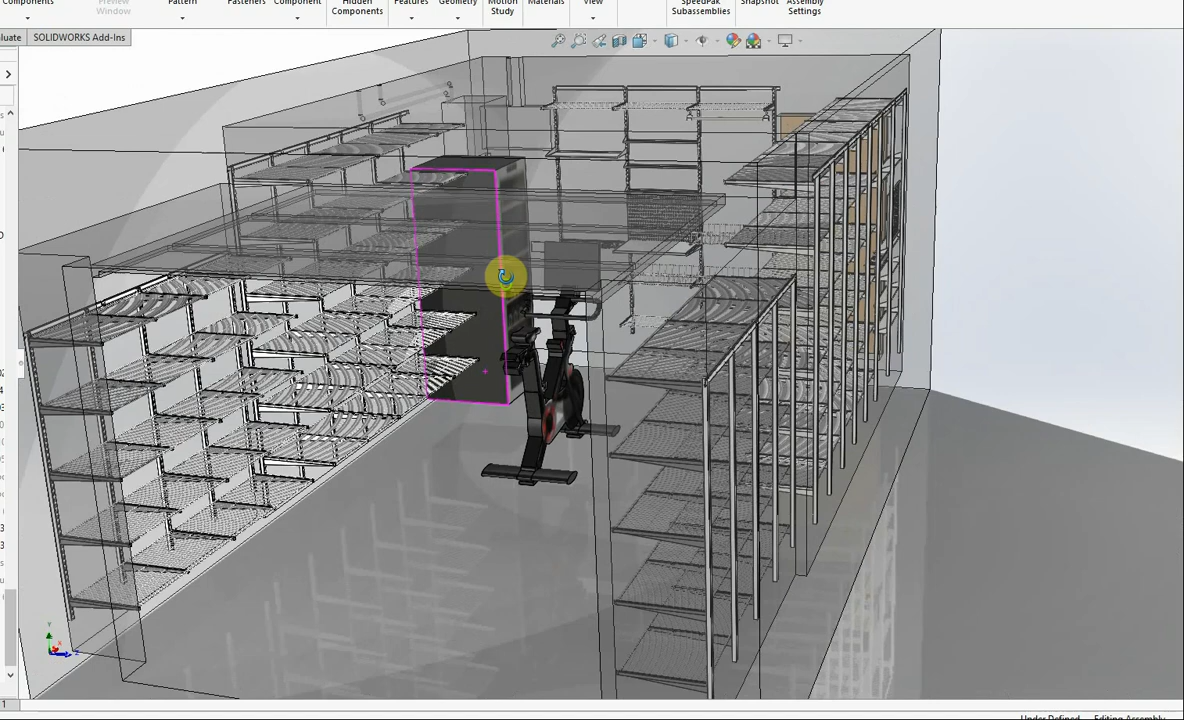 Components Preview Window Pattern Fasteners Component Hidden Components Features Geometry Motion Study Materials View SpeedPak Subassemblies Snapshot Assembly Settings
luate SOLIDWORKS Add-Ins
Under Defined Editing Assembly